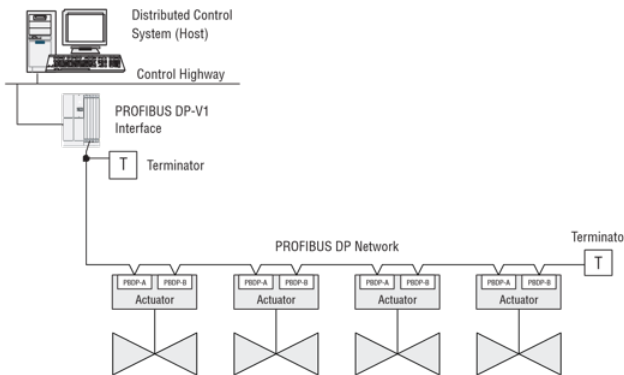 Distributed Control
System (Host)
Control Highway
PROFIBUS DP-V1
Interface
T
Terminator
PROFIBUS DP Network
Terminato
T
PBDP-A PBDP-B PBDP-A PBDP-B PBDP-A PBDP-B PBDP-A PBDP-B
Actuator Actuator Actuator Actuator